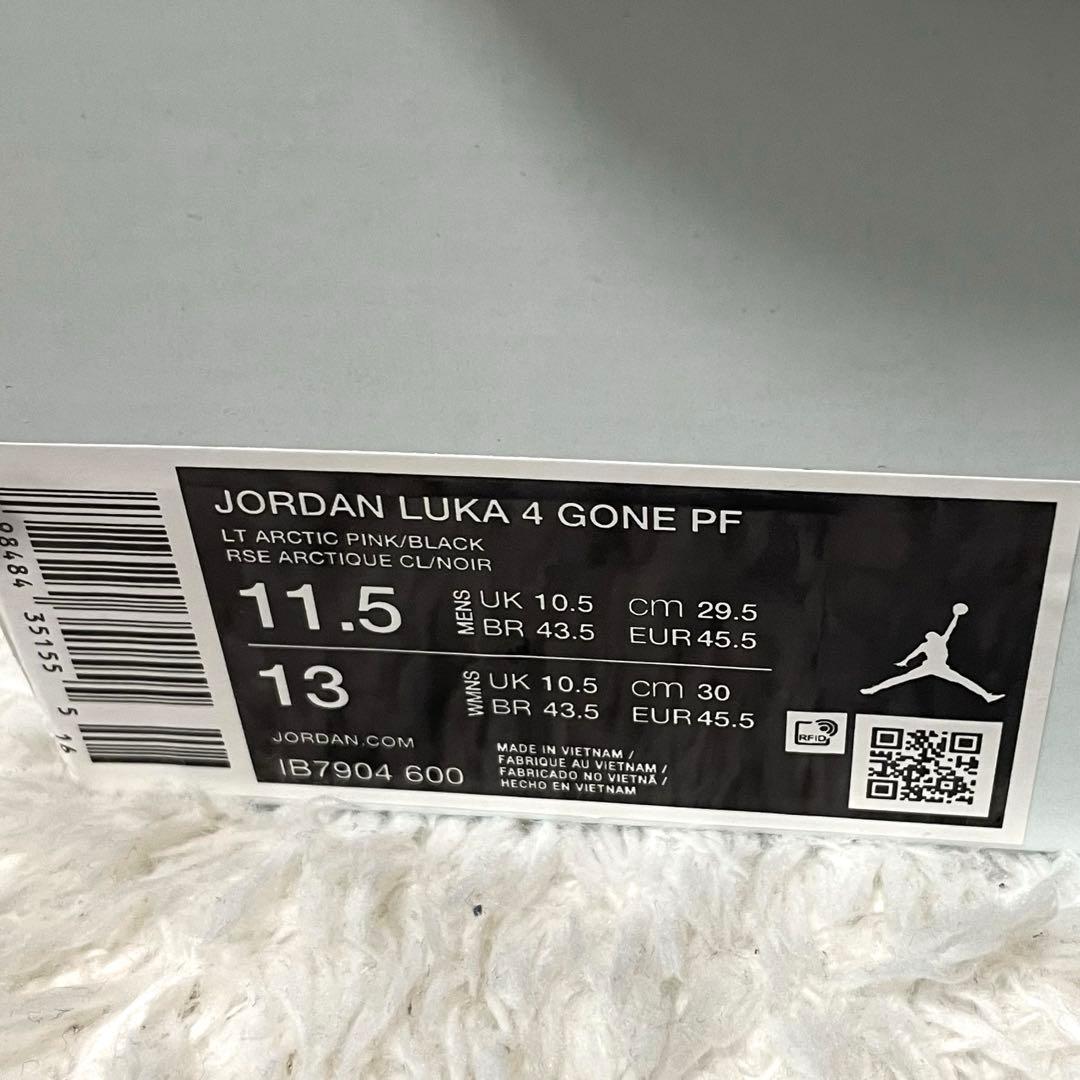 JORDAN LUKA 4 GONE PF
LT ARCTIC PINK/BLACK
RSE ARCTIQUE CL/NOIR
11.5 MENS UK 10.5 CM 29.5
BR 43.5 EUR 45.5
13 WMNS UK 10.5 CM 30
BR 43.5 EUR 45.5
JORDAN.COM
IB7904 600
MADE IN VIETNAM /
FABRIQUE AU VIETNAM /
FABRICADO NO VIETNÃ /
HECHO EN VIETNAM
RFID
98484 35155 5 16